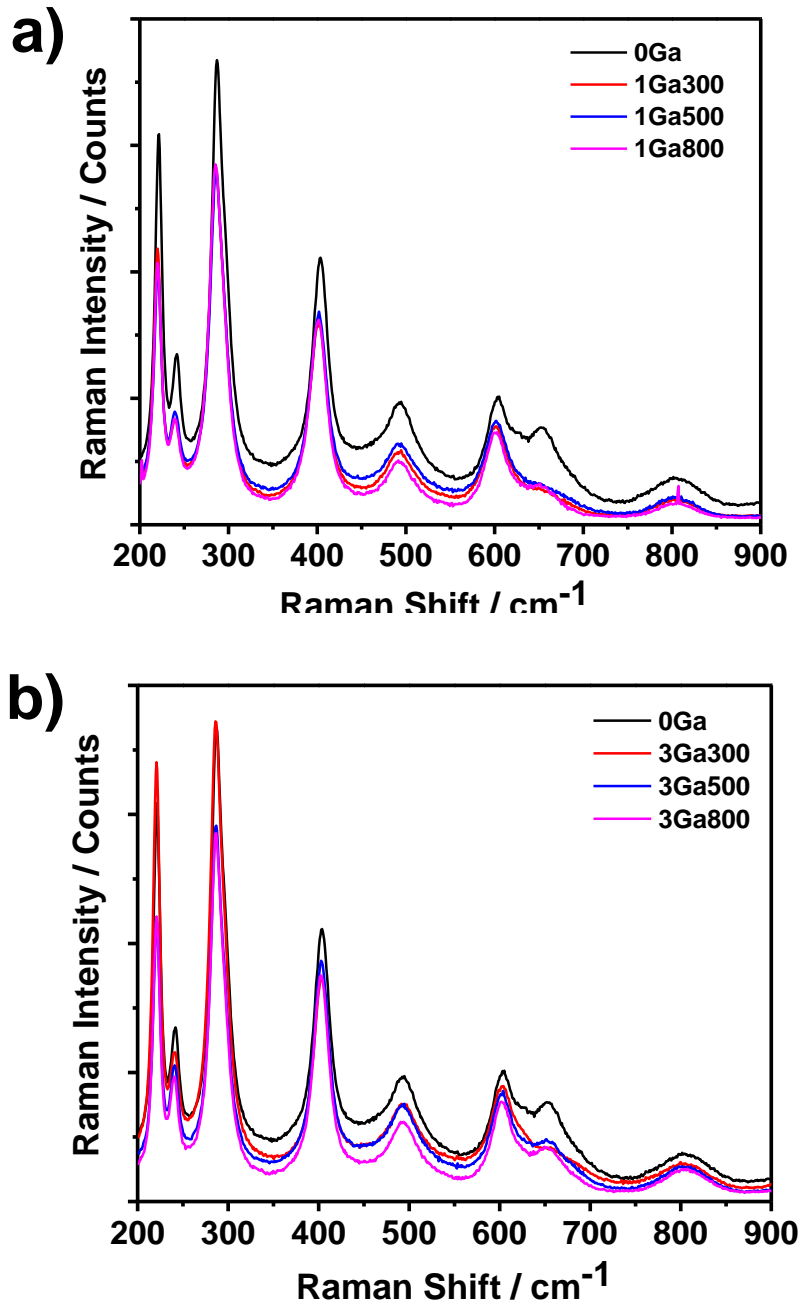 a)
0Ga
1Ga300
1Ga500
1Ga800
Raman Intensity / Counts
200 300 400 500 600 700 800 900
Raman Shift / cm-1
b)
0Ga
3Ga300
3Ga500
3Ga800
Raman Intensity / Counts
200 300 400 500 600 700 800 900
Raman Shift / cm-1